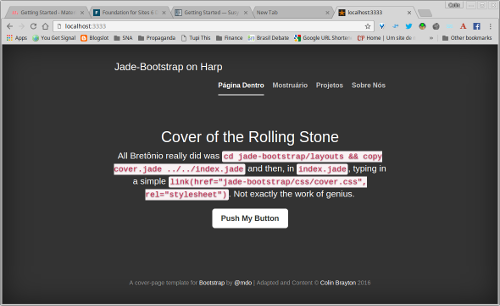 Colin
Getting Started - Mater
Foundation for Sites 6
Getting Started — Sus
New Tab
localhost:3333
localhost:3333
Apps
You Get Signal
Blogslot
SNA
Propaganda
Tupi This
Finance
Brasil Debate
Google URL Shorten
Home | Um site de
Other bookmarks
Jade-Bootstrap on Harp
Página Dentro Mostruário Projetos Sobre Nós
Cover of the Rolling Stone
All Bretônio really did was cd jade-bootstrap/layouts && copy
cover.jade ../../index.jade and then, in index.jade, typing in
a simple link(href="jade-bootstrap/css/cover.css",
rel="stylesheet"). Not exactly the work of genius.
Push My Button
A cover-page template for Bootstrap by @mdo | Adapted and Content © Colin Brayton 2016